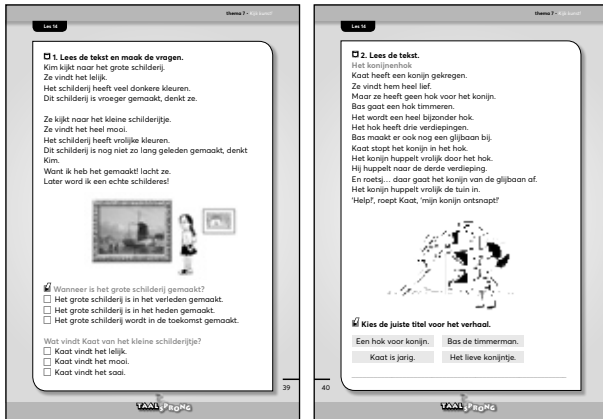 thema 7 - Kijk kunst!
Les 14
1. Lees de tekst en maak de vragen.
Kim kijkt naar het grote schilderij.
Ze vindt het lelijk.
Het schilderij heeft veel donkere kleuren.
Dit schilderij is vroeger gemaakt, denkt ze.
Ze kijkt naar het kleine schilderijtje.
Ze vindt het heel mooi.
Het schilderij heeft vrolijke kleuren.
Dit schilderij is nog niet zo lang geleden gemaakt, denkt
Kim.
Want ik heb het gemaakt! lacht ze.
Later word ik een echte schilderes!
Wanneer is het grote schilderij gemaakt?
Het grote schilderij is in het verleden gemaakt.
Het grote schilderij is in het heden gemaakt.
Het grote schilderij wordt in de toekomst gemaakt.
Wat vindt Kaat van het kleine schilderijtje?
Kaat vindt het lelijk.
Kaat vindt het mooi.
Kaat vindt het saai.
39
TAALSPRONG
thema 7 - Kijk kunst!
Les 14
2. Lees de tekst.
Het konijnenhok
Kaat heeft een konijn gekregen.
Ze vindt hem heel lief.
Maar ze heeft geen hok voor het konijn.
Bas gaat een hok timmeren.
Het wordt een heel bijzonder hok.
Het hok heeft drie verdiepingen.
Bas maakt er ook nog een glijbaan bij.
Kaat stopt het konijn in het hok.
Het konijn huppelt vrolijk door het hok.
Hij huppelt naar de derde verdieping.
En roetsj... daar gaat het konijn van de glijbaan af.
Het konijn huppelt vrolijk de tuin in.
'Help!', roept Kaat, 'mijn konijn ontsnapt!'
Kies de juiste titel voor het verhaal.
Een hok voor konijn. Bas de timmerman.
Kaat is jarig. Het lieve konijntje.
40
TAALSPRONG